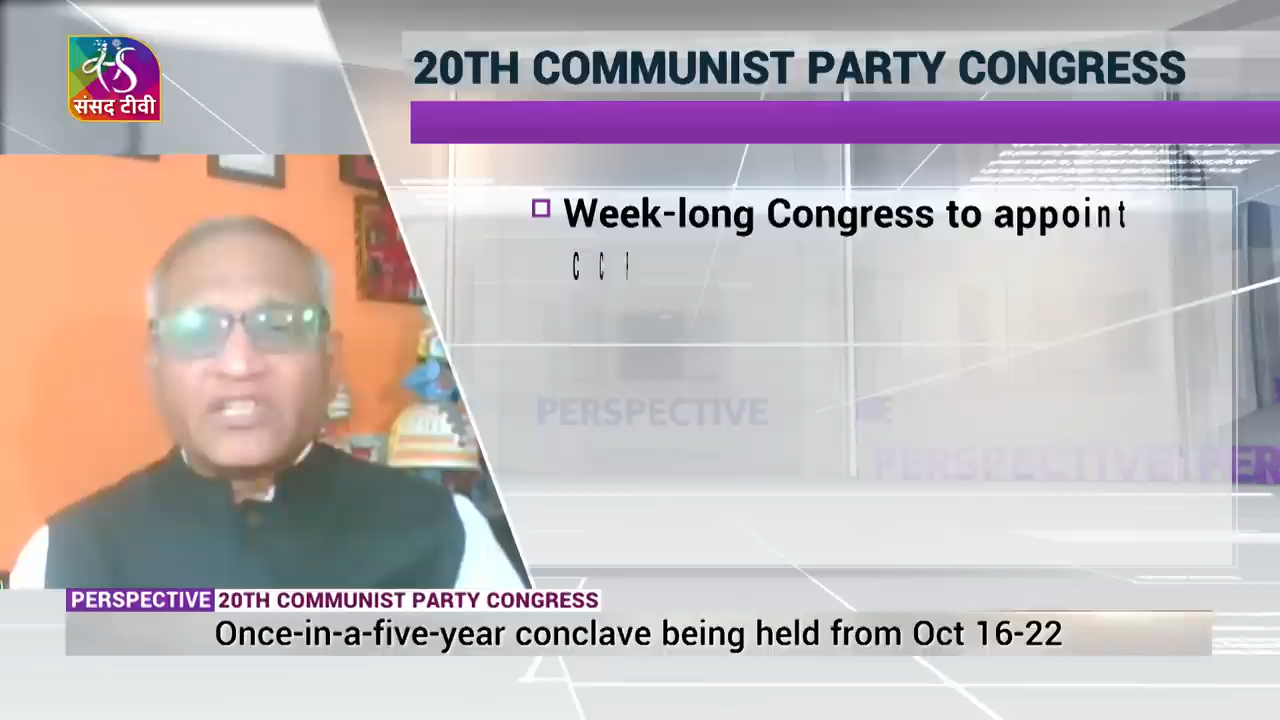 संसद टीवी
20TH COMMUNIST PARTY CONGRESS
Week-long Congress to appoint
PERSPECTIVE
PERSPECTIVE
PERSPECTIVE 20TH COMMUNIST PARTY CONGRESS
Once-in-a-five-year conclave being held from Oct 16-22